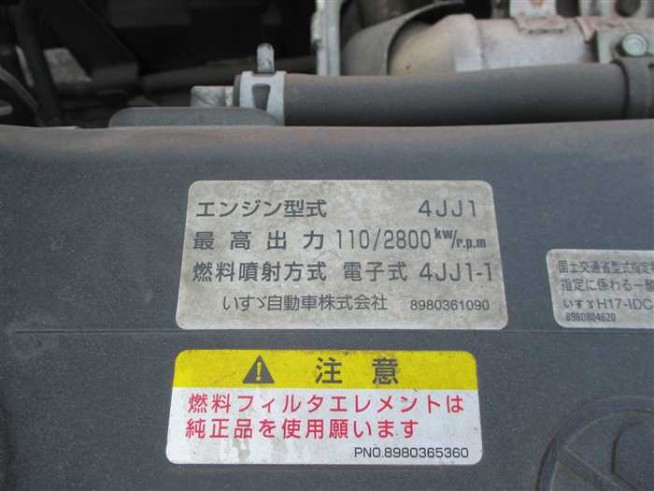 エンジン型式 4JJ1
最高出力 110/2800kw/r.p.m
燃料噴射方式 電子式 4JJ1-1
いすゞ自動車株式会社 8980361090
国土交通省型式指定
指定に係わる一酸
いすゞH17-IDC
8980804620
注意
燃料フィルタエレメントは
純正品を使用願います
PNO.8980365360